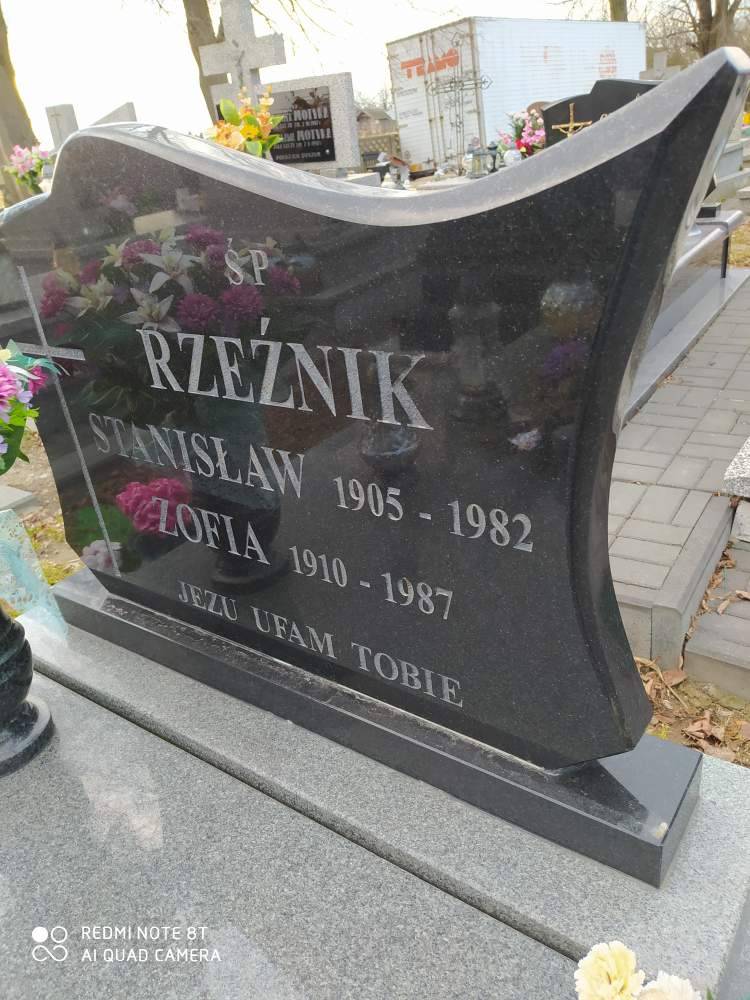 ŚP
RZEŹNIK
STANISŁAW 1905 - 1982
ZOFIA 1910 - 1987
JEZU UFAM TOBIE
REDMI NOTE 8T
AI QUAD CAMERA